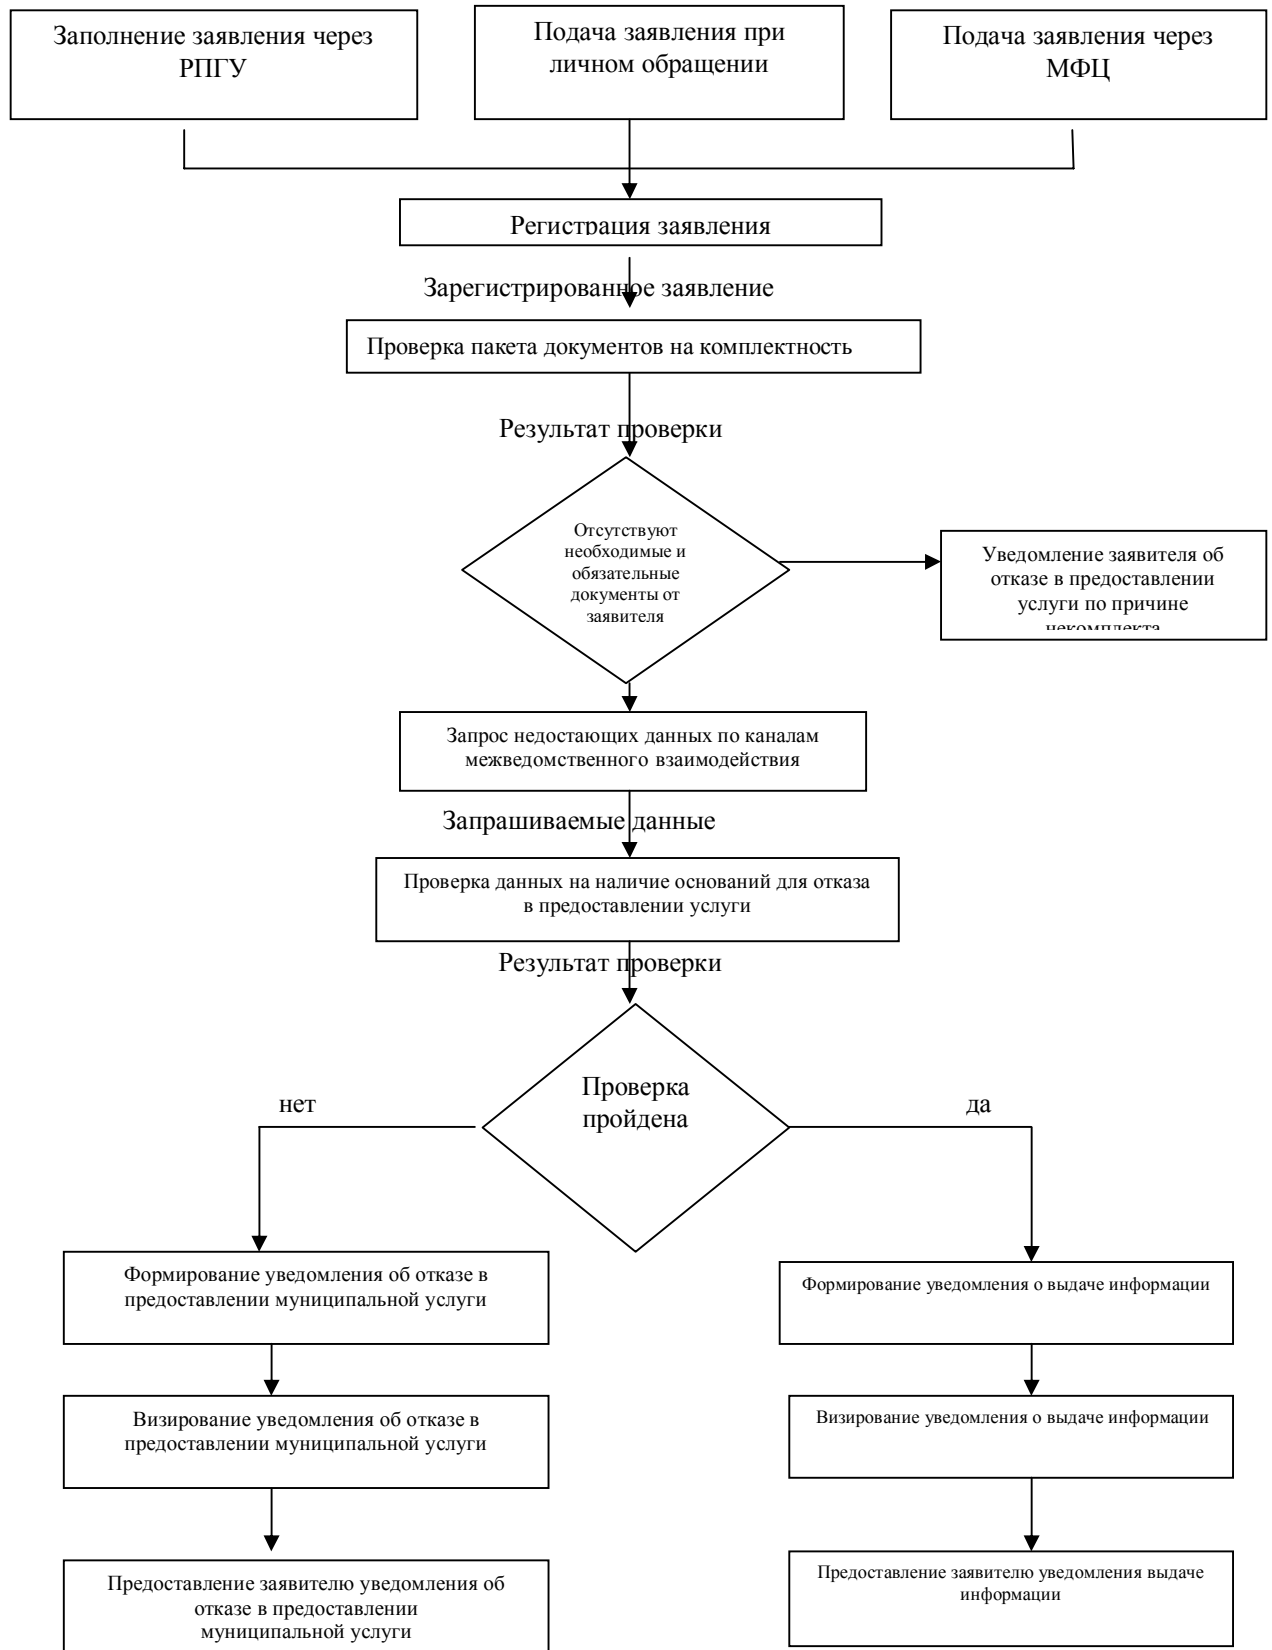 Заполнение заявления через
РПГУ
Подача заявления при
личном обращении
Подача заявления через
МФЦ
Регистрация заявления
Зарегистрированное заявление
Проверка пакета документов на комплектность
Результат проверки
Отсутствуют
необходимые и
обязательные
документы от
заявителя
Уведомление заявителя об
отказе в предоставлении
услуги по причине
некомплекта
Запрос недостающих данных по каналам
межведомственного взаимодействия
Запрашиваемые данные
Проверка данных на наличие оснований для отказа
в предоставлении услуги
Результат проверки
Проверка
пройдена
нет
да
Формирование уведомления об отказе в
предоставлении муниципальной услуги
Формирование уведомления о выдаче информации
Визирование уведомления об отказе в
предоставлении муниципальной услуги
Визирование уведомления о выдаче информации
Предоставление заявителю уведомления об
отказе в предоставлении
муниципальной услуги
Предоставление заявителю уведомления выдаче
информации